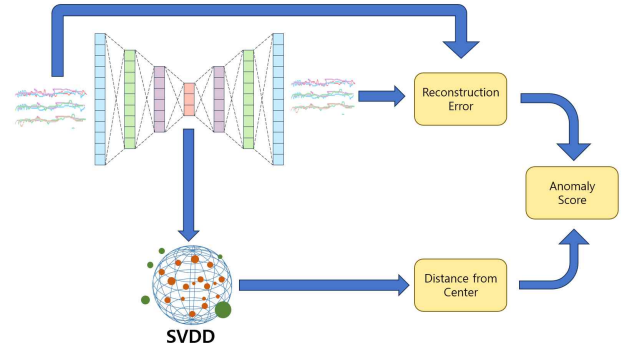 Reconstruction
Error
Anomaly
Score
Distance from
Center
SVDD